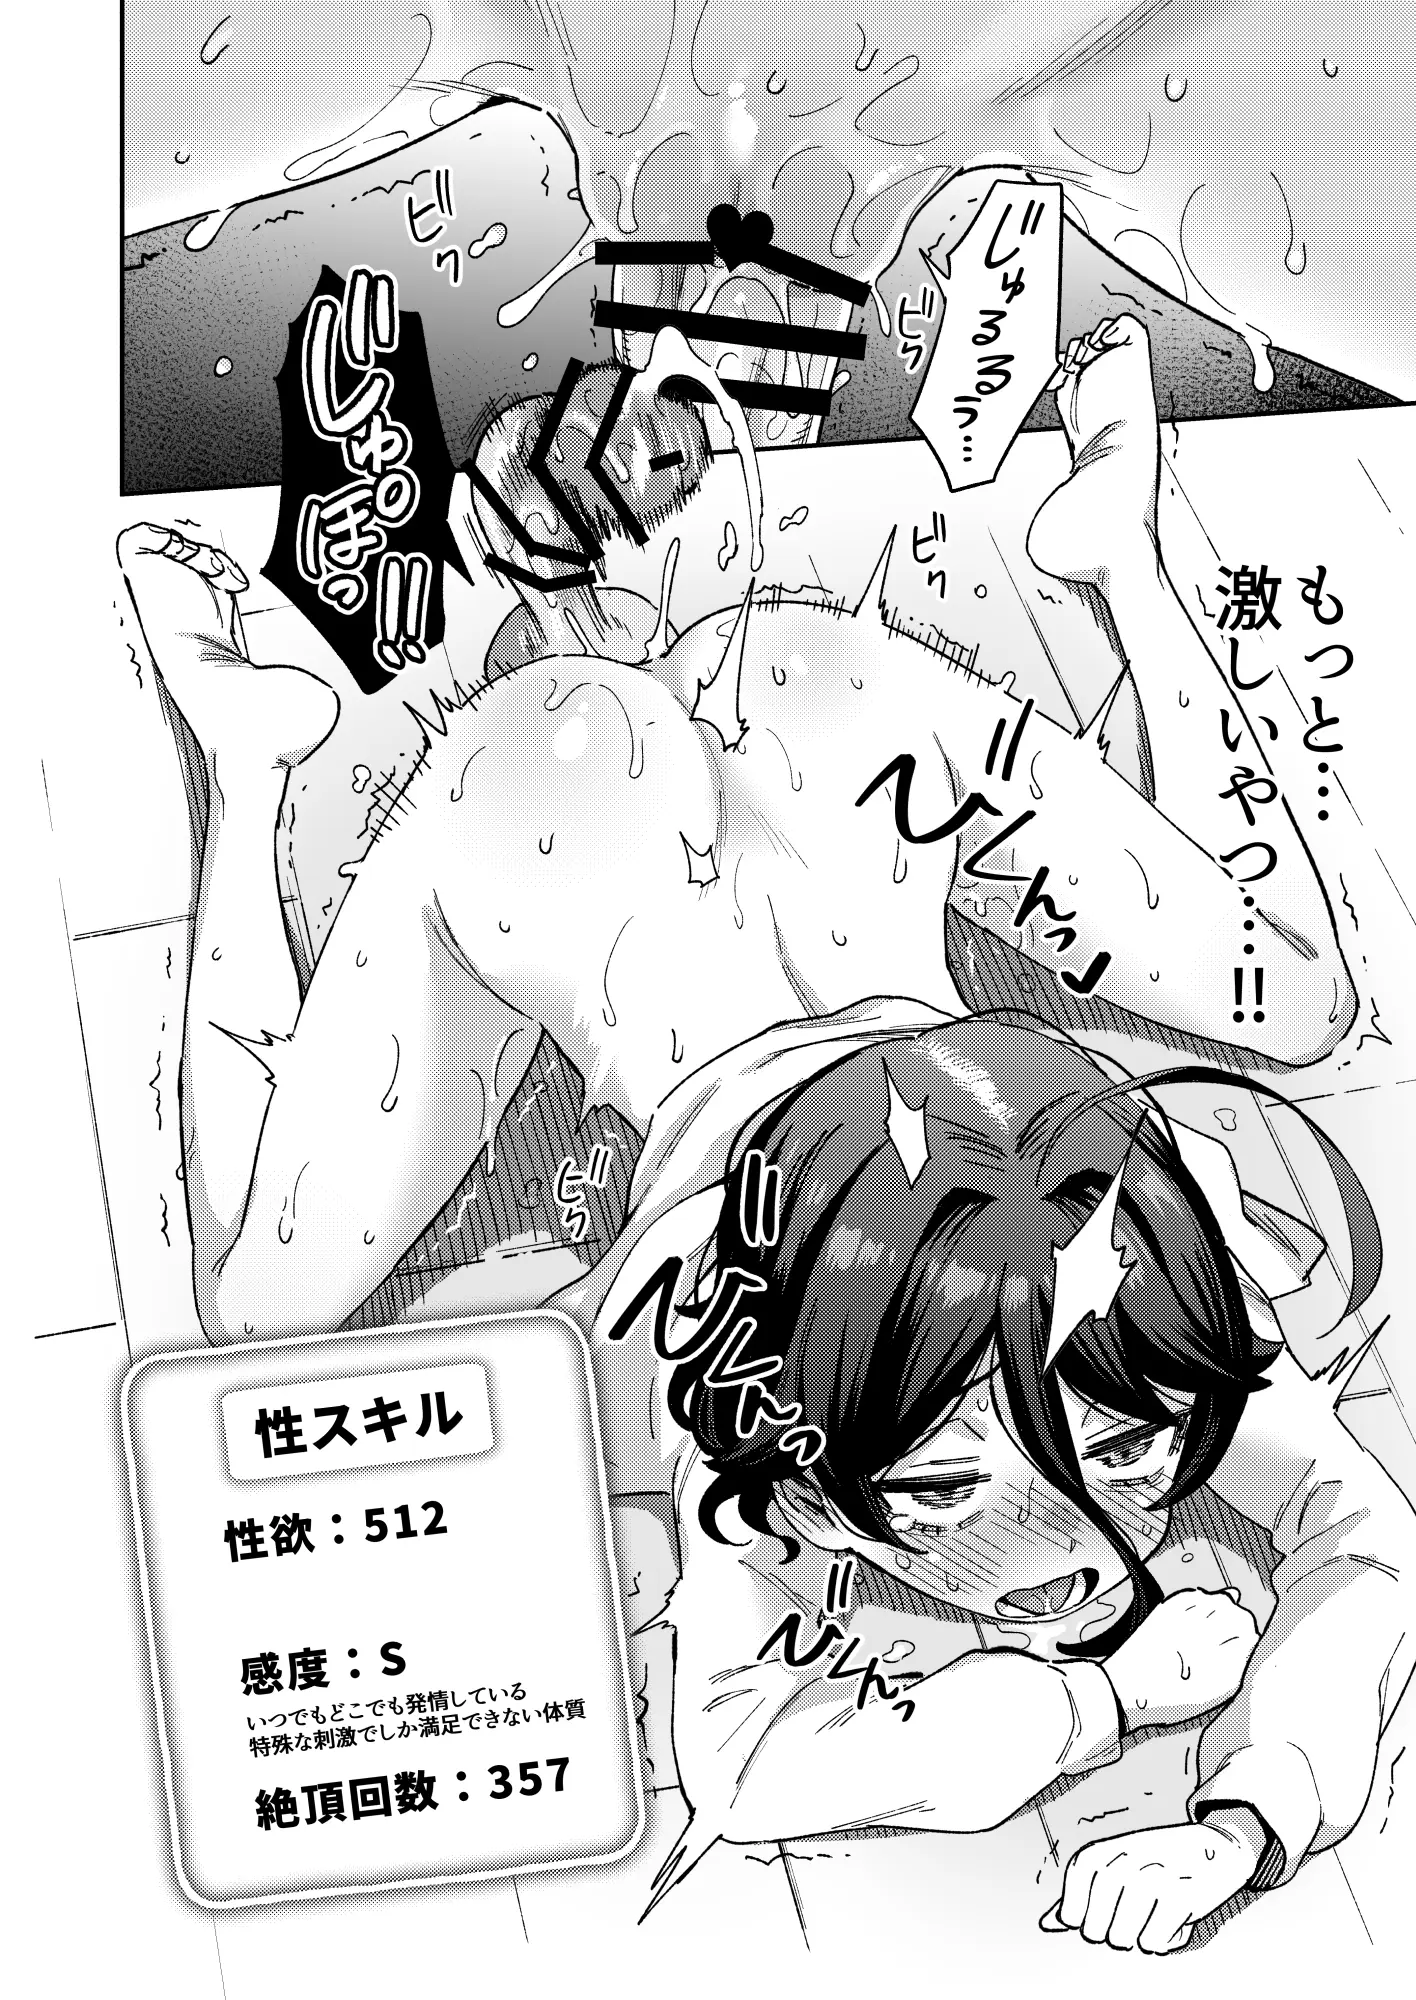 じゅるるぅ…
ビク
ビク
じゅぽっ!!
ビク
もっと…
激しいやつ……!!
びくんっ
ビク
びくんっ
びくんっ
性スキル
性欲：512
感度：S
いつでもどこでも発情している
特殊な刺激でしか満足できない体質
絶頂回数：357